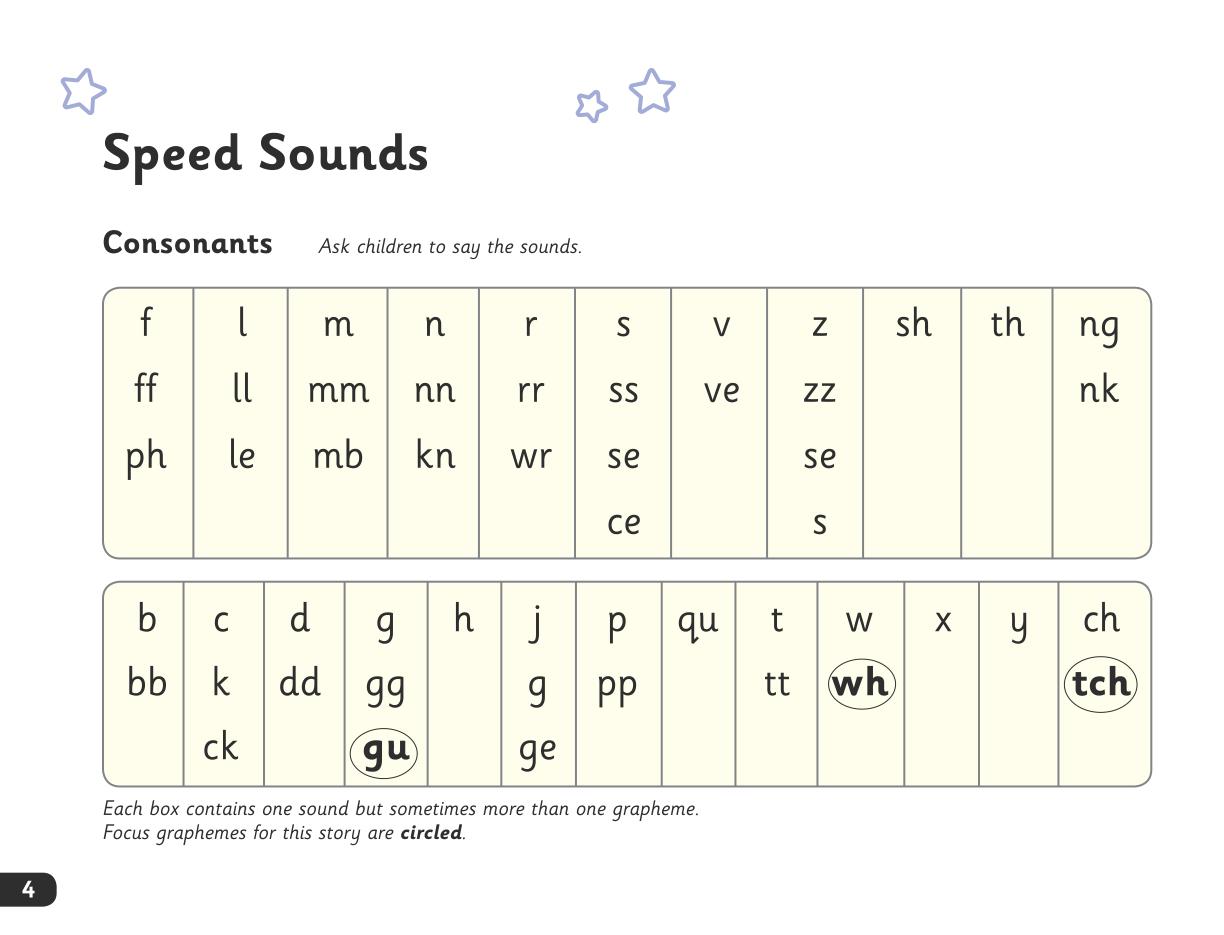 Speed Sounds
Consonants Ask children to say the sounds.
f l m n r s v z sh th ng
ff ll mm nn rr ss ve zz nk
ph le mb kn wr se se
ce s
b c d g h j p qu t w x y ch
bb k dd gg g pp tt wh tch
ck gu ge
Each box contains one sound but sometimes more than one grapheme.
Focus graphemes for this story are circled.
4